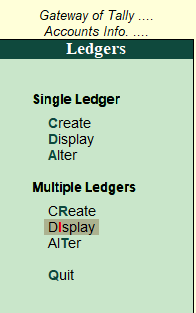 Gateway of Tally ....
Accounts Info. ....
Ledgers
Single Ledger
Create
Display
Alter
Multiple Ledgers
CReate
DIsplay
AlTer
Quit